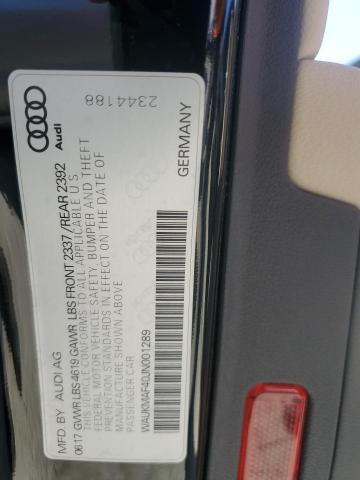 Audi
2344188
GERMANY
MFD. BY AUDI AG
0617 GVWR LBS 4619 GAWR LBS FRONT 2337/REAR 2392
THIS VEHICLE CONFORMS TO ALL APPLICABLE U S
FEDERAL MOTOR VEHICLE SAFETY, BUMPER AND THEFT
PREVENTION STANDARDS IN EFFECT ON THE DATE OF
MANUFACTURE SHOWN ABOVE
PASSENGER CAR
WAUKMAF40JN001289